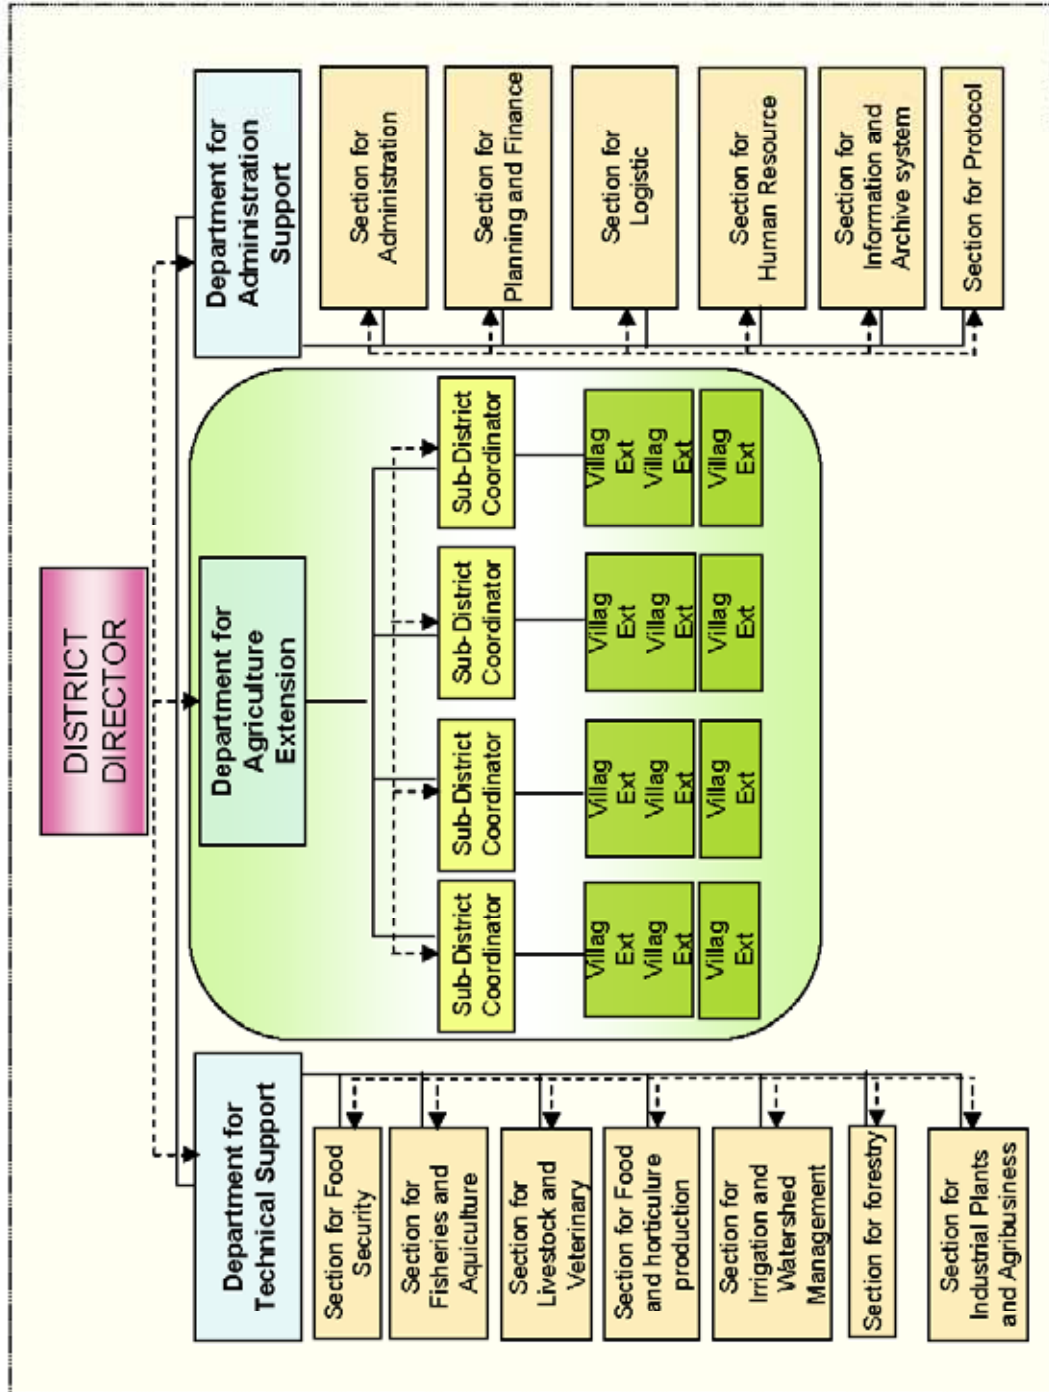 DISTRICT
DIRECTOR
Department for
Technical Support
Section for Food
Security
Section for
Fisheries and
Aquiculture
Section for
Livestock and
Veterinary
Section for Food
and horticulure
production
Section for
Irrigation and
Watershed
Management
Section for forestry
Section for
Industrial Plants
and Agribusiness
Department for
Agriculture
Extension
Sub-District
Coordinator
Sub-District
Coordinator
Sub-District
Coordinator
Sub-District
Coordinator
Villag
Ext
Villag
Ext
Villag
Ext
Villag
Ext
Villag
Ext
Villag
Ext
Villag
Ext
Villag
Ext
Villag
Ext
Villag
Ext
Villag
Ext
Villag
Ext
Department for
Administration
Support
Section for
Administration
Section for
Planning and Finance
Section for
Logistic
Section for
Human Resource
Section for
Information and
Archive system
Section for Protocol